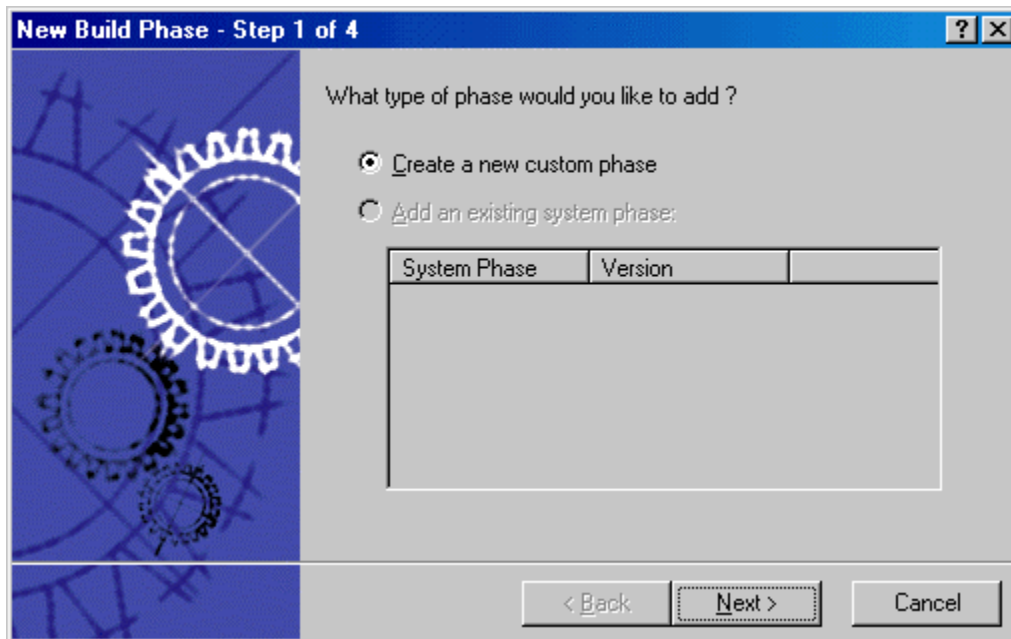 New Build Phase - Step 1 of 4
What type of phase would you like to add ?
Create a new custom phase
Add an existing system phase:
System Phase Version
< Back Next > Cancel